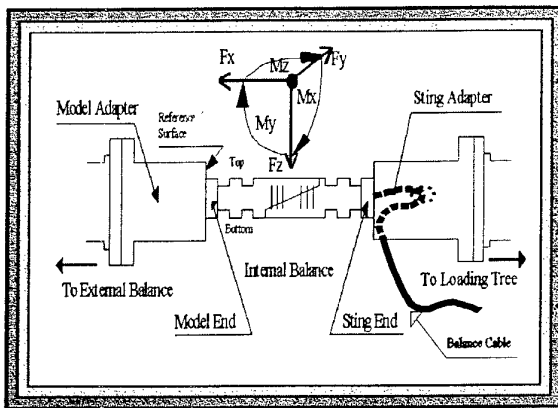 Fx
Mz
Fy
Mx
My
Fz
Model Adapter
Reference
Surface
Sting Adapter
Top
Bottom
Internal Balance
To External Balance
To Loading Tree
Model End
Sting End
Balance Cable